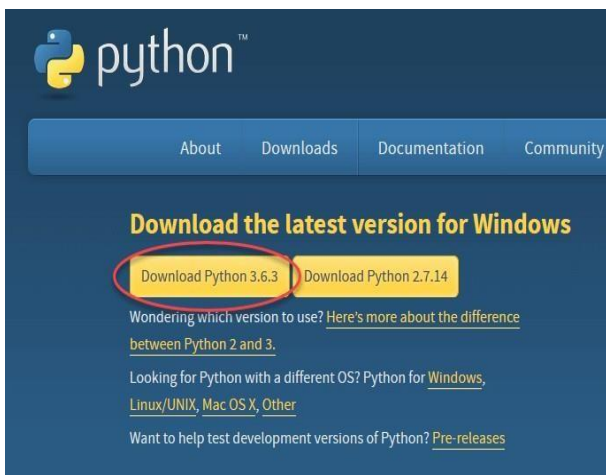 python™
About Downloads Documentation Community
Download the latest version for Windows
Download Python 3.6.3 Download Python 2.7.14
Wondering which version to use? Here's more about the difference
between Python 2 and 3.
Looking for Python with a different OS? Python for Windows,
Linux/UNIX, Mac OS X, Other
Want to help test development versions of Python? Pre-releases